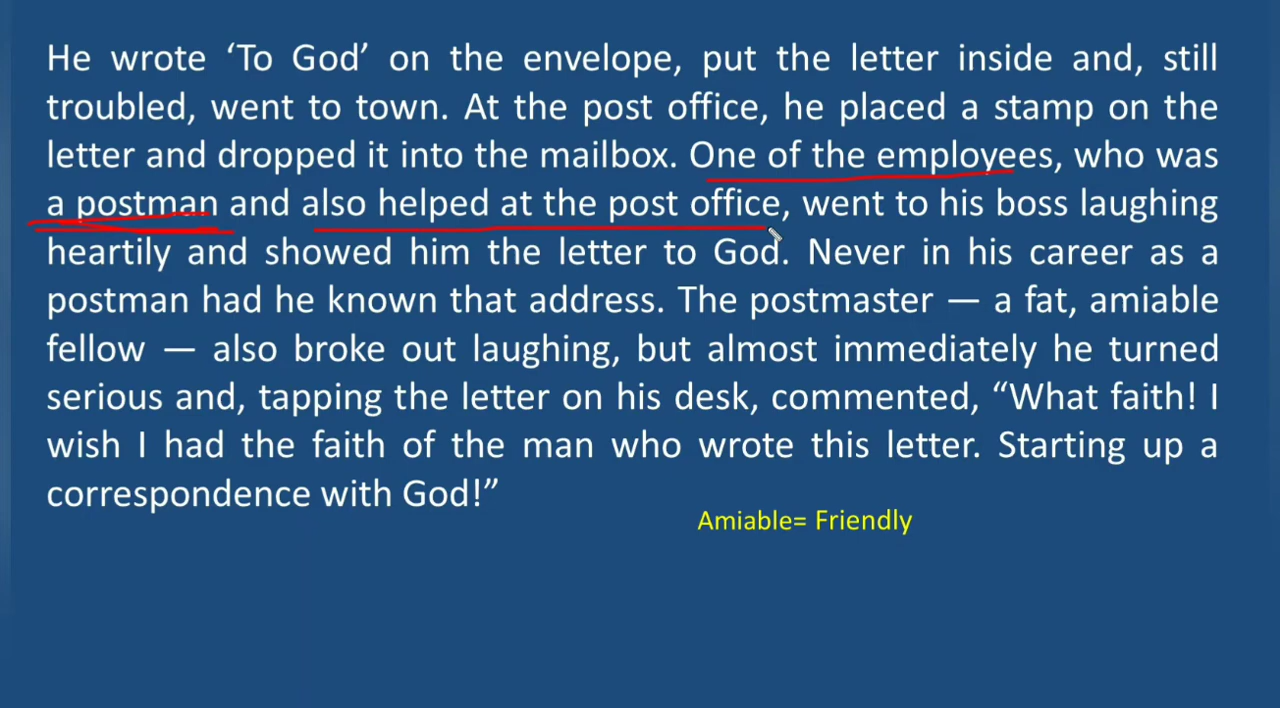 He wrote ‘To God’ on the envelope, put the letter inside and, still
troubled, went to town. At the post office, he placed a stamp on the
letter and dropped it into the mailbox. One of the employees, who was
a postman and also helped at the post office, went to his boss laughing
heartily and showed him the letter to God. Never in his career as a
postman had he known that address. The postmaster — a fat, amiable
fellow — also broke out laughing, but almost immediately he turned
serious and, tapping the letter on his desk, commented, “What faith! I
wish I had the faith of the man who wrote this letter. Starting up a
correspondence with God!”
Amiable= Friendly